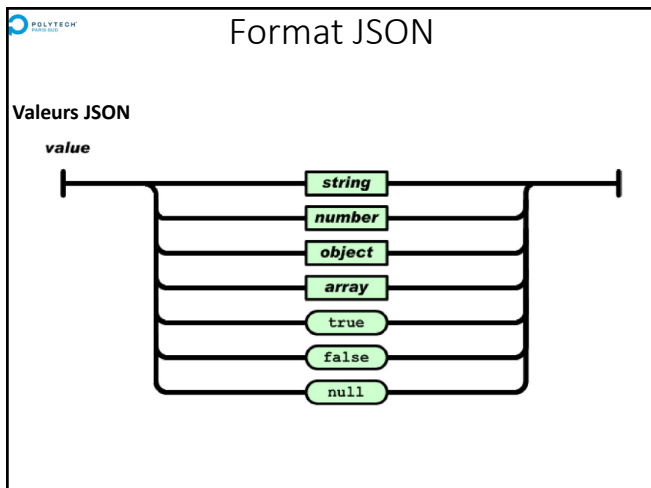 POLYTECH
PARIS-SUD
Format JSON
Valeurs JSON
value
string
number
object
array
true
false
null